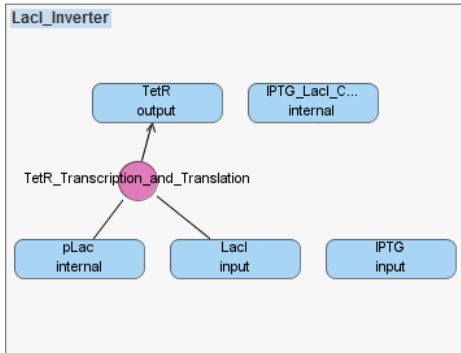 LacI_Inverter
TetR
output
IPTG_LacI_C...
internal
TetR_Transcription_and_Translation
pLac
internal
LacI
input
IPTG
input